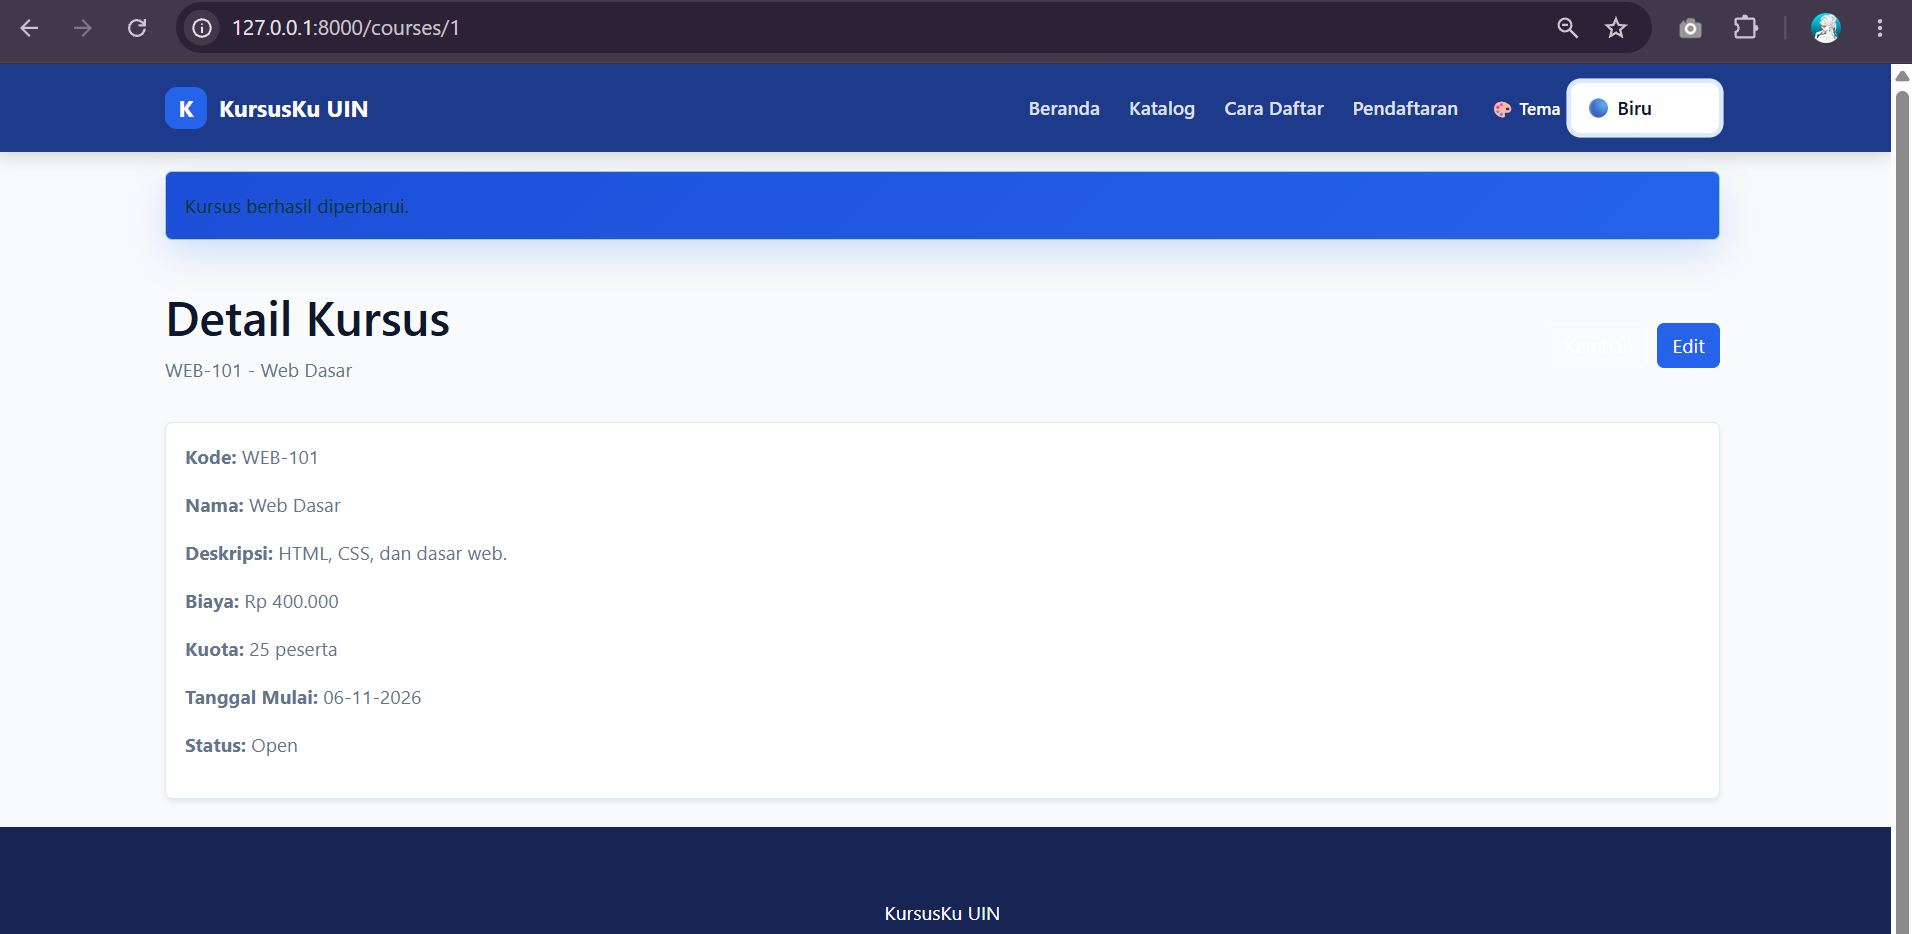 127.0.0.1:8000/courses/1
K KursusKu UIN Beranda Katalog Cara Daftar Pendaftaran Tema Biru
Kursus berhasil diperbarui.
Detail Kursus
WEB-101 - Web Dasar
Kembali Edit
Kode: WEB-101
Nama: Web Dasar
Deskripsi: HTML, CSS, dan dasar web.
Biaya: Rp 400.000
Kuota: 25 peserta
Tanggal Mulai: 06-11-2026
Status: Open
KursusKu UIN